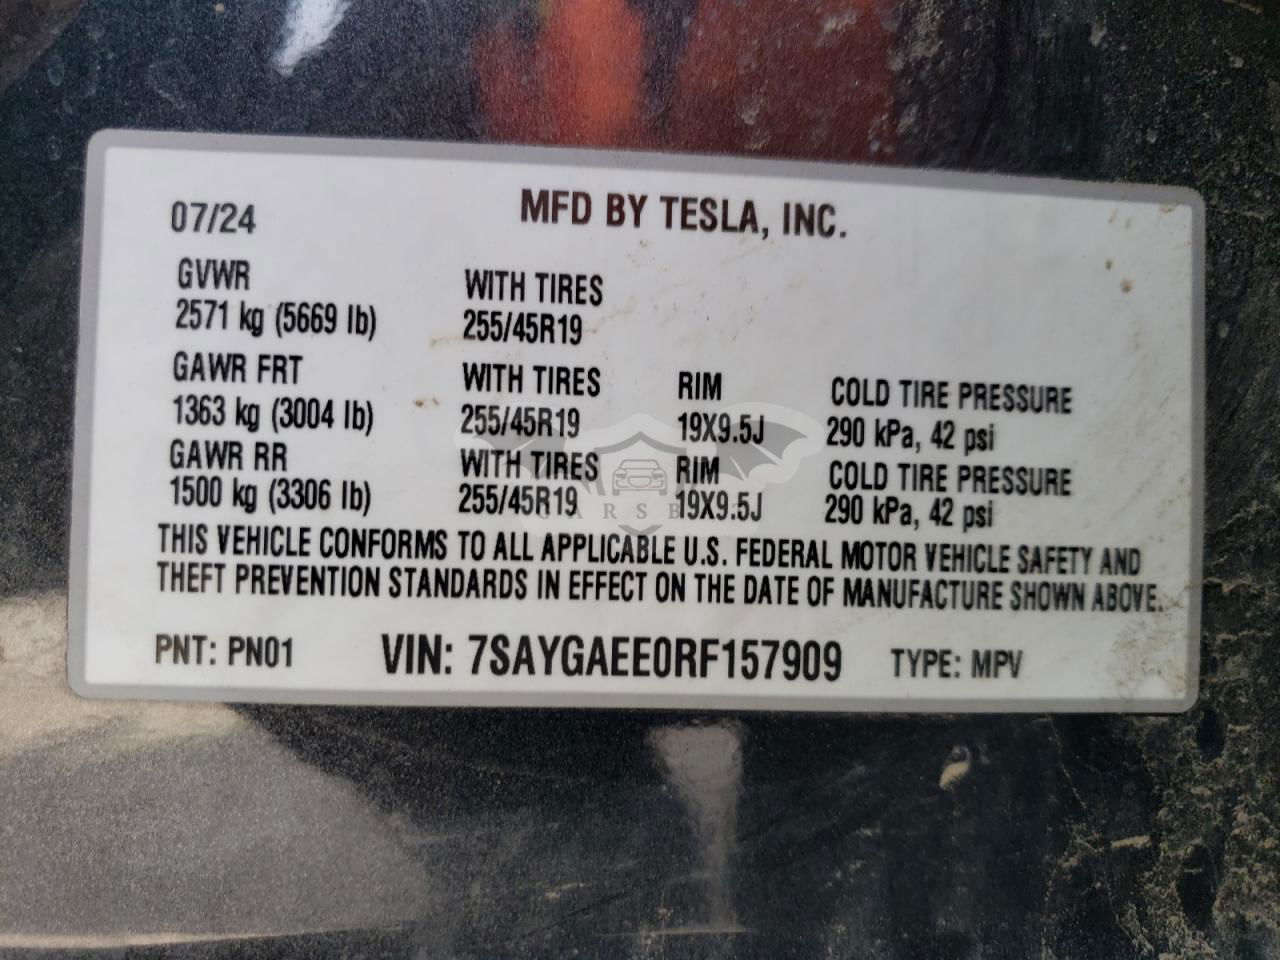 07/24 MFD BY TESLA, INC.
GVWR WITH TIRES
2571 kg (5669 lb) 255/45R19
GAWR FRT WITH TIRES RIM COLD TIRE PRESSURE
1363 kg (3004 lb) 255/45R19 19X9.5J 290 kPa, 42 psi
GAWR RR WITH TIRES RIM COLD TIRE PRESSURE
1500 kg (3306 lb) 255/45R19 19X9.5J 290 kPa, 42 psi
THIS VEHICLE CONFORMS TO ALL APPLICABLE U.S. FEDERAL MOTOR VEHICLE SAFETY AND
THEFT PREVENTION STANDARDS IN EFFECT ON THE DATE OF MANUFACTURE SHOWN ABOVE.
PNT: PN01 VIN: 7SAYGAEE0RF157909 TYPE: MPV